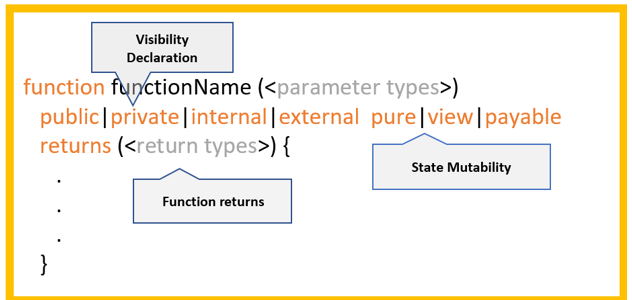 Visibility
Declaration
function functionName (<parameter types>)
public|private|internal|external pure|view|payable
returns (<return types>) {
State Mutability
Function returns
.
.
.
}